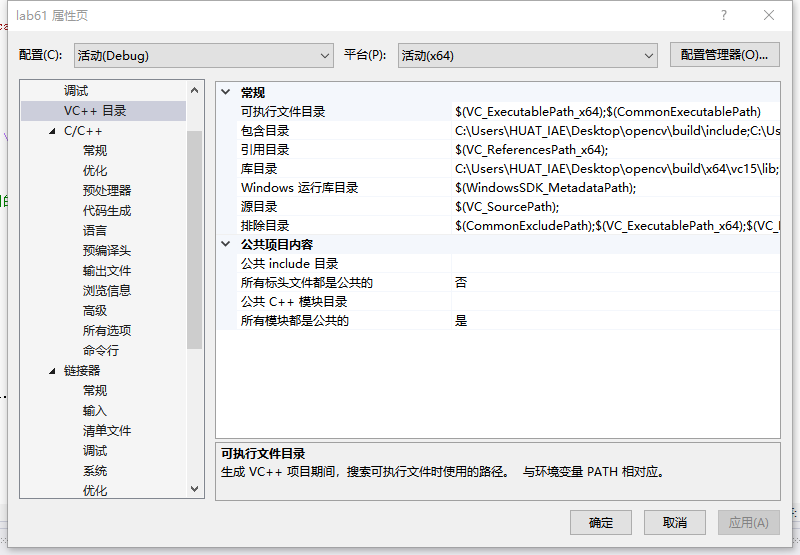 lab61 属性页
配置(C): 活动(Debug) 平台(P): 活动(x64) 配置管理器(O)...
调试
VC++ 目录
C/C++
常规
优化
预处理器
代码生成
语言
预编译头
输出文件
浏览信息
高级
所有选项
命令行
链接器
常规
输入
清单文件
调试
系统
优化
常规
可执行文件目录 $(VC_ExecutablePath_x64);$(CommonExecutablePath)
包含目录 C:\Users\HUAT_IAE\Desktop\opencv\build\include;C:\Us
引用目录 $(VC_ReferencesPath_x64);
库目录 C:\Users\HUAT_IAE\Desktop\opencv\build\x64\vc15\lib;
Windows 运行库目录 $(WindowsSDK_MetadataPath);
源目录 $(VC_SourcePath);
排除目录 $(CommonExcludePath);$(VC_ExecutablePath_x64);$(VC_
公共项目内容
公共 include 目录
所有标头文件都是公共的 否
公共 C++ 模块目录
所有模块都是公共的 是
可执行文件目录
生成 VC++ 项目期间，搜索可执行文件时使用的路径。 与环境变量 PATH 相对应。
确定 取消 应用(A)